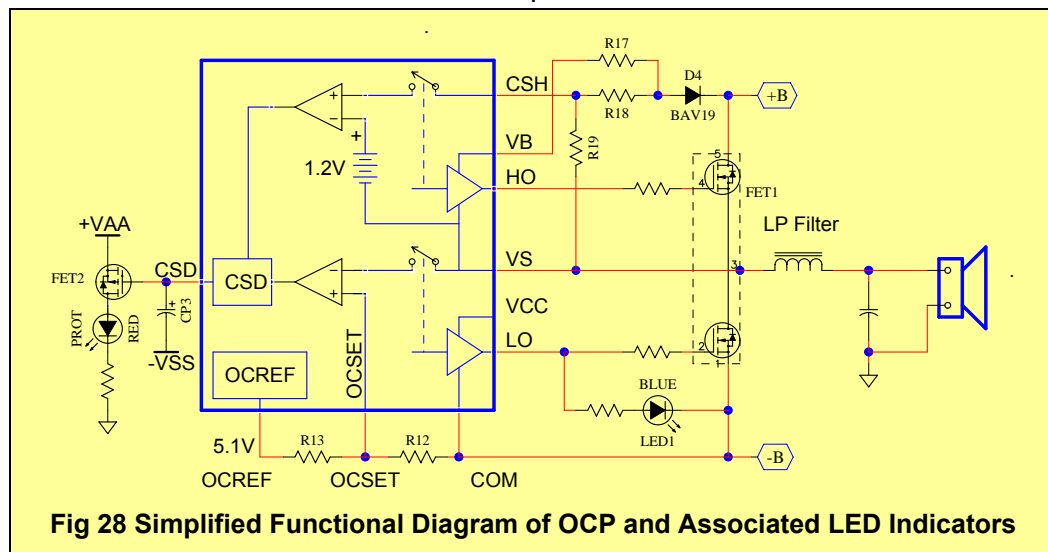 R17
CSH
D4
+B
R18
BAV19
VB
R19
1.2V
HO
5
4
FET1
+VAA
LP Filter
FET2
CSD
CSD
VS
3
CP3
VCC
PROT
RED
LO
2
-VSS
OCSET
1
OCREF
BLUE
LED1
5.1V
R13
R12
-B
OCREF
OCSET
COM
Fig 28 Simplified Functional Diagram of OCP and Associated LED Indicators